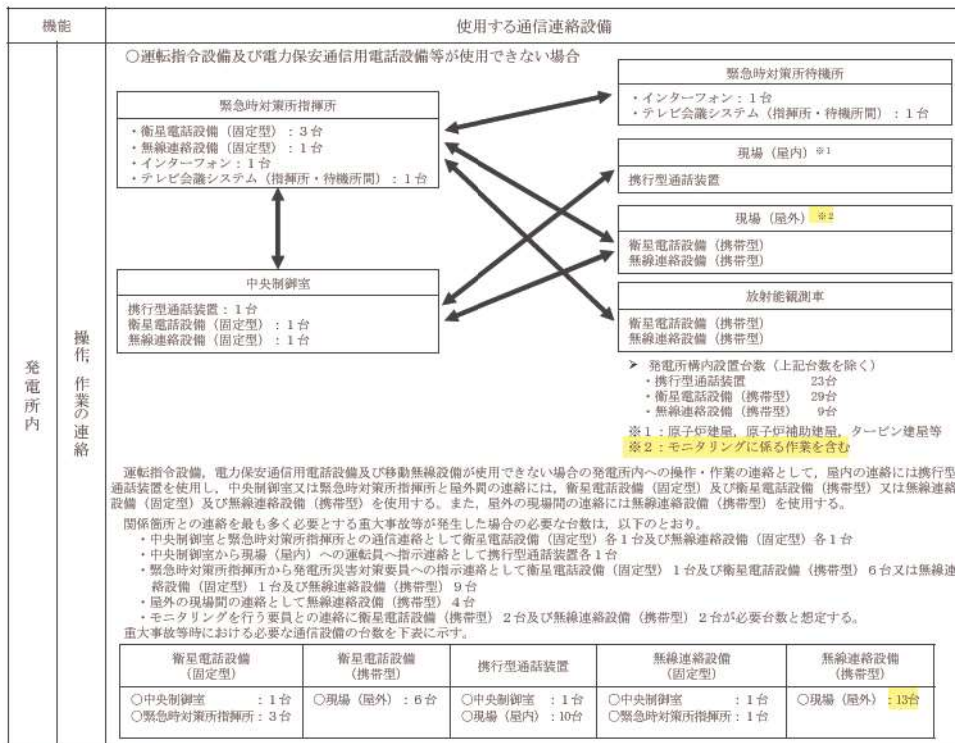 機能
使用する通信連絡設備
発電所内
操作，作業の連絡
○運転指令設備及び電力保安通信用電話設備等が使用できない場合
緊急時対策所指揮所
・衛星電話設備（固定型）：３台
・無線連絡設備（固定型）：１台
・インターフォン：１台
・テレビ会議システム（指揮所・待機所間）：１台
中央制御室
携行型通話装置：１台
衛星電話設備（固定型）：１台
無線連絡設備（固定型）：１台
緊急時対策所待機所
・インターフォン：１台
・テレビ会議システム（指揮所・待機所間）：１台
現場（屋内）※1
携行型通話装置
現場（屋外）※2
衛星電話設備（携帯型）
無線連絡設備（携帯型）
放射能観測車
衛星電話設備（携帯型）
無線連絡設備（携帯型）
➤ 発電所構内設置台数（上記台数を除く）
・携行型通話装置 23台
・衛星電話設備（携帯型） 29台
・無線連絡設備（携帯型） 9台
※１：原子炉建屋，原子炉補助建屋，タービン建屋等
※２：モニタリングに係る作業を含む
運転指令設備，電力保安通信用電話設備及び移動無線設備が使用できない場合の発電所内への操作・作業の連絡として，屋内の連絡には携行型
通話装置を使用し，中央制御室又は緊急時対策所指揮所と屋外間の連絡には，衛星電話設備（固定型）及び衛星電話設備（携帯型）又は無線連絡
設備（固定型）及び無線連絡設備（携帯型）を使用する。また，屋外の現場間の連絡には無線連絡設備（携帯型）を使用する。
関係箇所との連絡を最も多く必要とする重大事故等が発生した場合の必要な台数は，以下のとおり。
・中央制御室と緊急時対策所指揮所との通信連絡として衛星電話設備（固定型）各１台及び無線連絡設備（固定型）各１台
・中央制御室から現場（屋内）への運転員へ指示連絡として携行型通話装置各１台
・緊急時対策所指揮所から発電所災害対策要員への指示連絡として衛星電話設備（固定型）１台及び衛星電話設備（携帯型）６台又は無線連
絡設備（固定型）１台及び無線連絡設備（携帯型）９台
・屋外の現場間の連絡として無線連絡設備（携帯型）４台
・モニタリングを行う要員との連絡に衛星電話設備（携帯型）２台及び無線連絡設備（携帯型）２台が必要台数と想定する。
重大事故等時における必要な通信設備の台数を下表に示す。
衛星電話設備（固定型）
衛星電話設備（携帯型）
携行型通話装置
無線連絡設備（固定型）
無線連絡設備（携帯型）
○中央制御室 ：１台
○緊急時対策所指揮所：３台
○現場（屋外）：６台
○中央制御室 ：１台
○現場（屋内）：10台
○中央制御室 ：１台
○緊急時対策所指揮所：１台
○現場（屋外）：13台